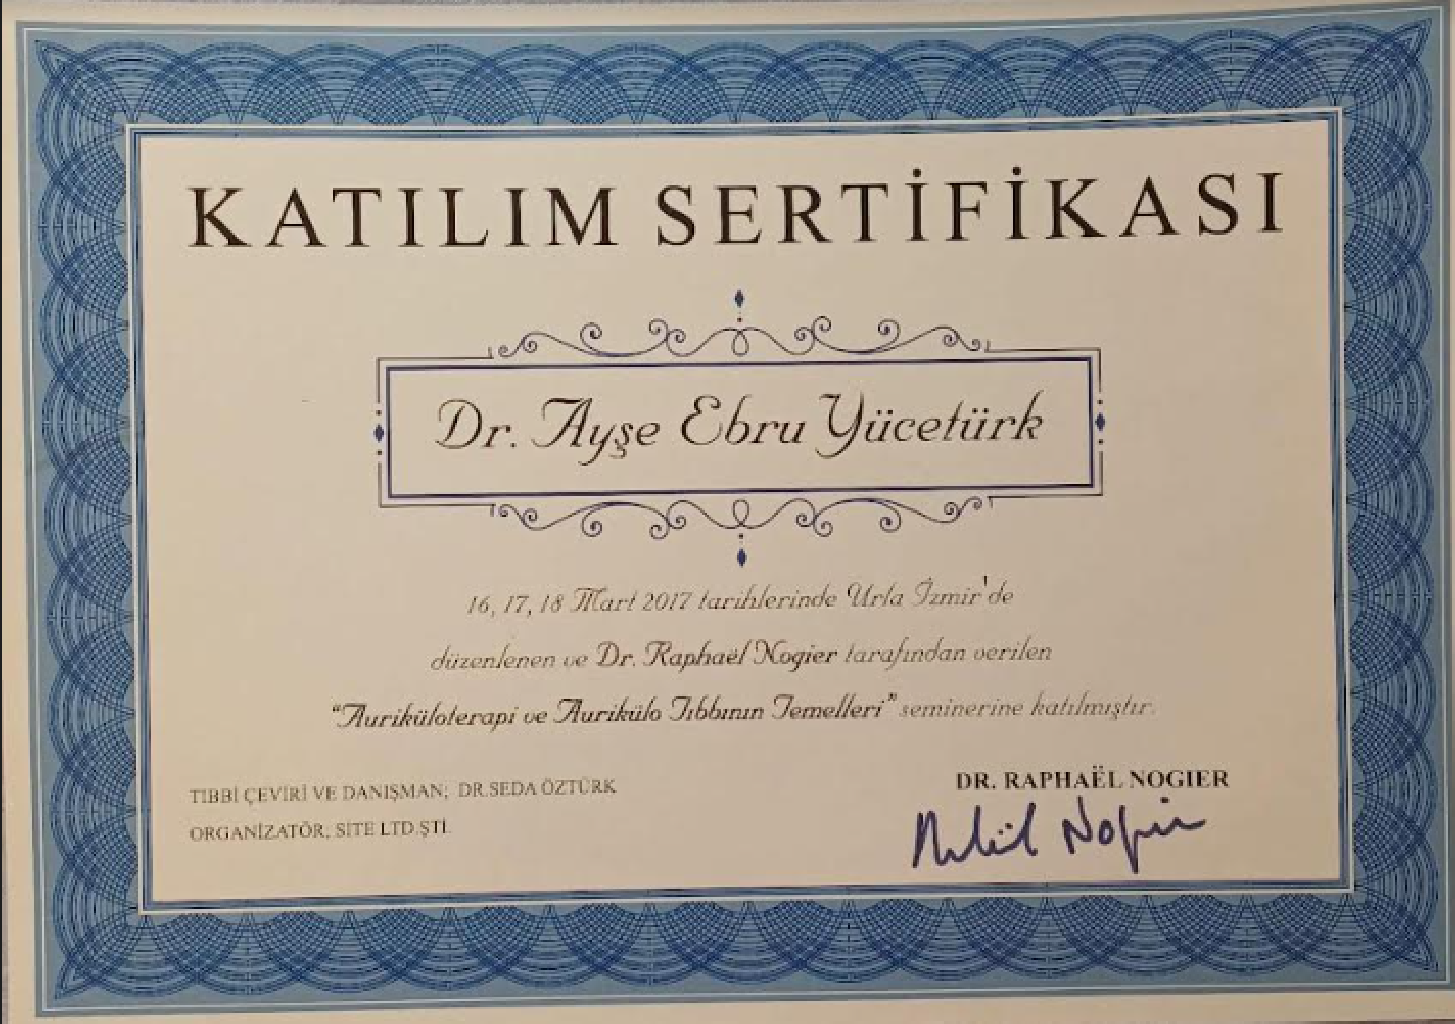 KATILIM SERTİFİKASI
Dr. Ayşe Ebru Yücetürk
16, 17, 18 Mart 2017 tarihlerinde Urla İzmir'de
düzenlenen ve Dr. Raphaël Nogier tarafından verilen
“Auriküloterapi ve Aurikülo Tıbbının Temelleri” seminerine katılmıştır.
TIBBİ ÇEVİRİ VE DANIŞMAN; DR.SEDA ÖZTÜRK
ORGANİZATÖR; SİTE LTD.ŞTİ.
DR. RAPHAËL NOGIER